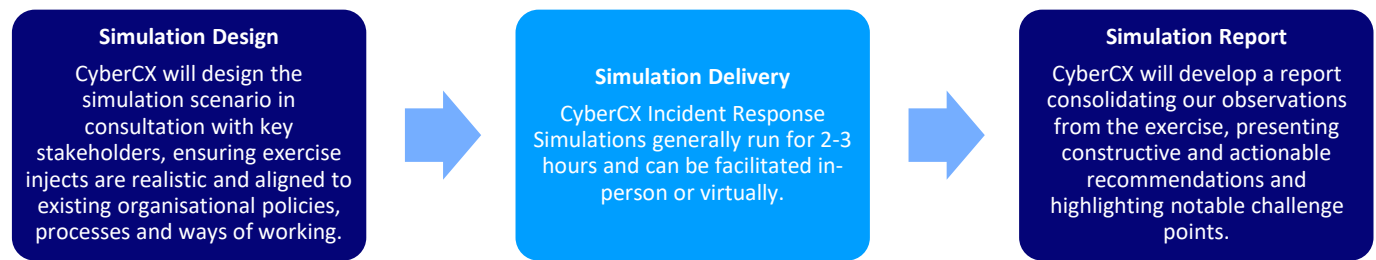 Simulation Design
CyberCX will design the
simulation scenario in
consultation with key
stakeholders, ensuring exercise
injects are realistic and aligned to
existing organisational policies,
processes and ways of working.
Simulation Delivery
CyberCX Incident Response
Simulations generally run for 2-3
hours and can be facilitated in-
person or virtually.
Simulation Report
CyberCX will develop a report
consolidating our observations
from the exercise, presenting
constructive and actionable
recommendations and
highlighting notable challenge
points.